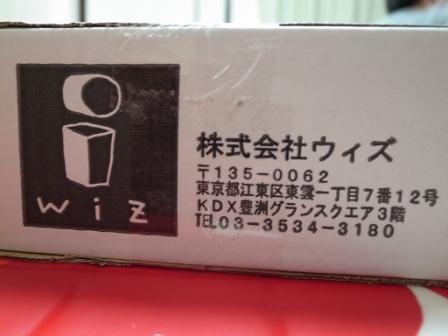 wiz
株式会社ウィズ
〒135-0062
東京都江東区東雲一丁目7番12号
KDX豊洲グランスクエア3階
TEL03-3534-3180